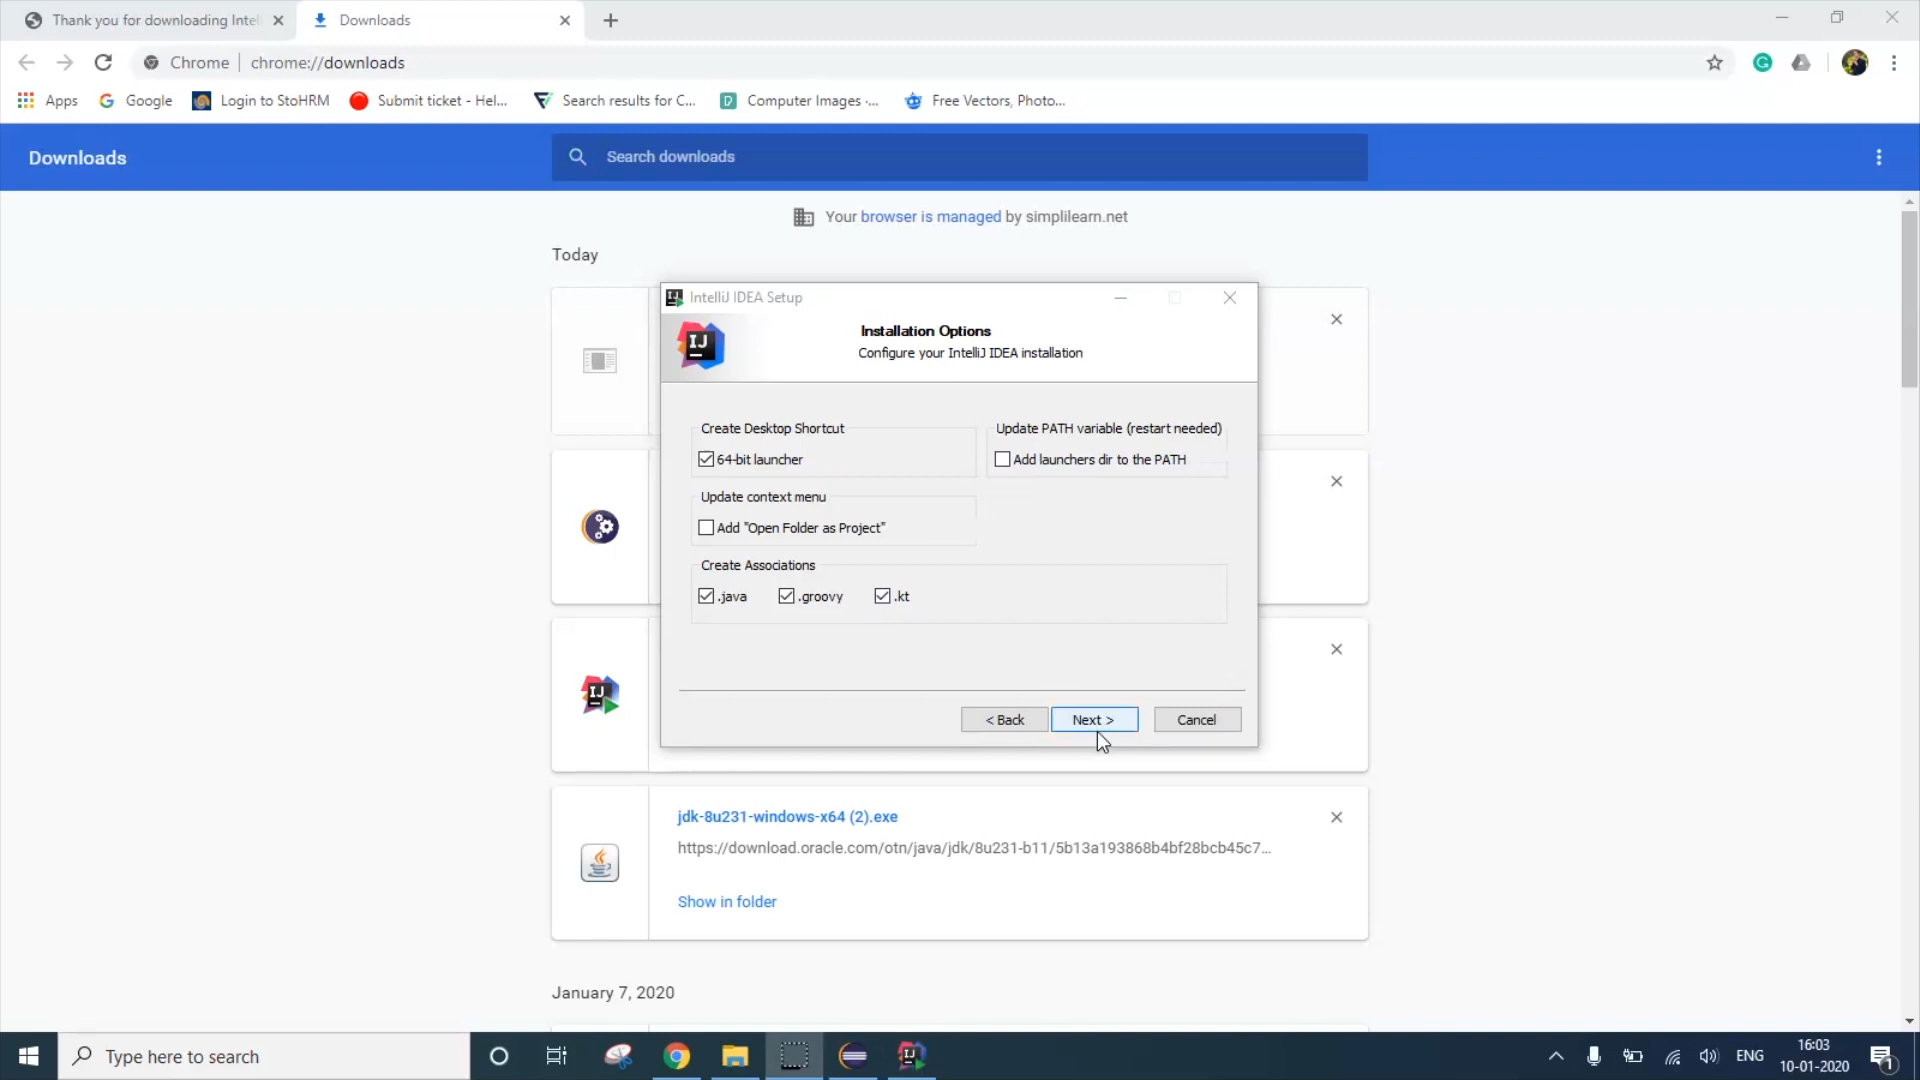 Thank you for downloading Intel
Downloads
Chrome | chrome://downloads
Apps
Google
Login to StoHRM
Submit ticket - Hel...
Search results for C...
Computer Images -...
Free Vectors, Photo...
Downloads
Search downloads
Your browser is managed by simplilearn.net
Today
IntelliJ IDEA Setup
IJ
Installation Options
Configure your IntelliJ IDEA installation
Create Desktop Shortcut
64-bit launcher
Update PATH variable (restart needed)
Add launchers dir to the PATH
Update context menu
Add "Open Folder as Project"
Create Associations
.java
.groovy
.kt
IJ
< Back
Next >
Cancel
jdk-8u231-windows-x64 (2).exe
https://download.oracle.com/otn/java/jdk/8u231-b11/5b13a193868b4bf28bcb45c7...
Show in folder
January 7, 2020
Type here to search
ENG
16:03
10-01-2020
1